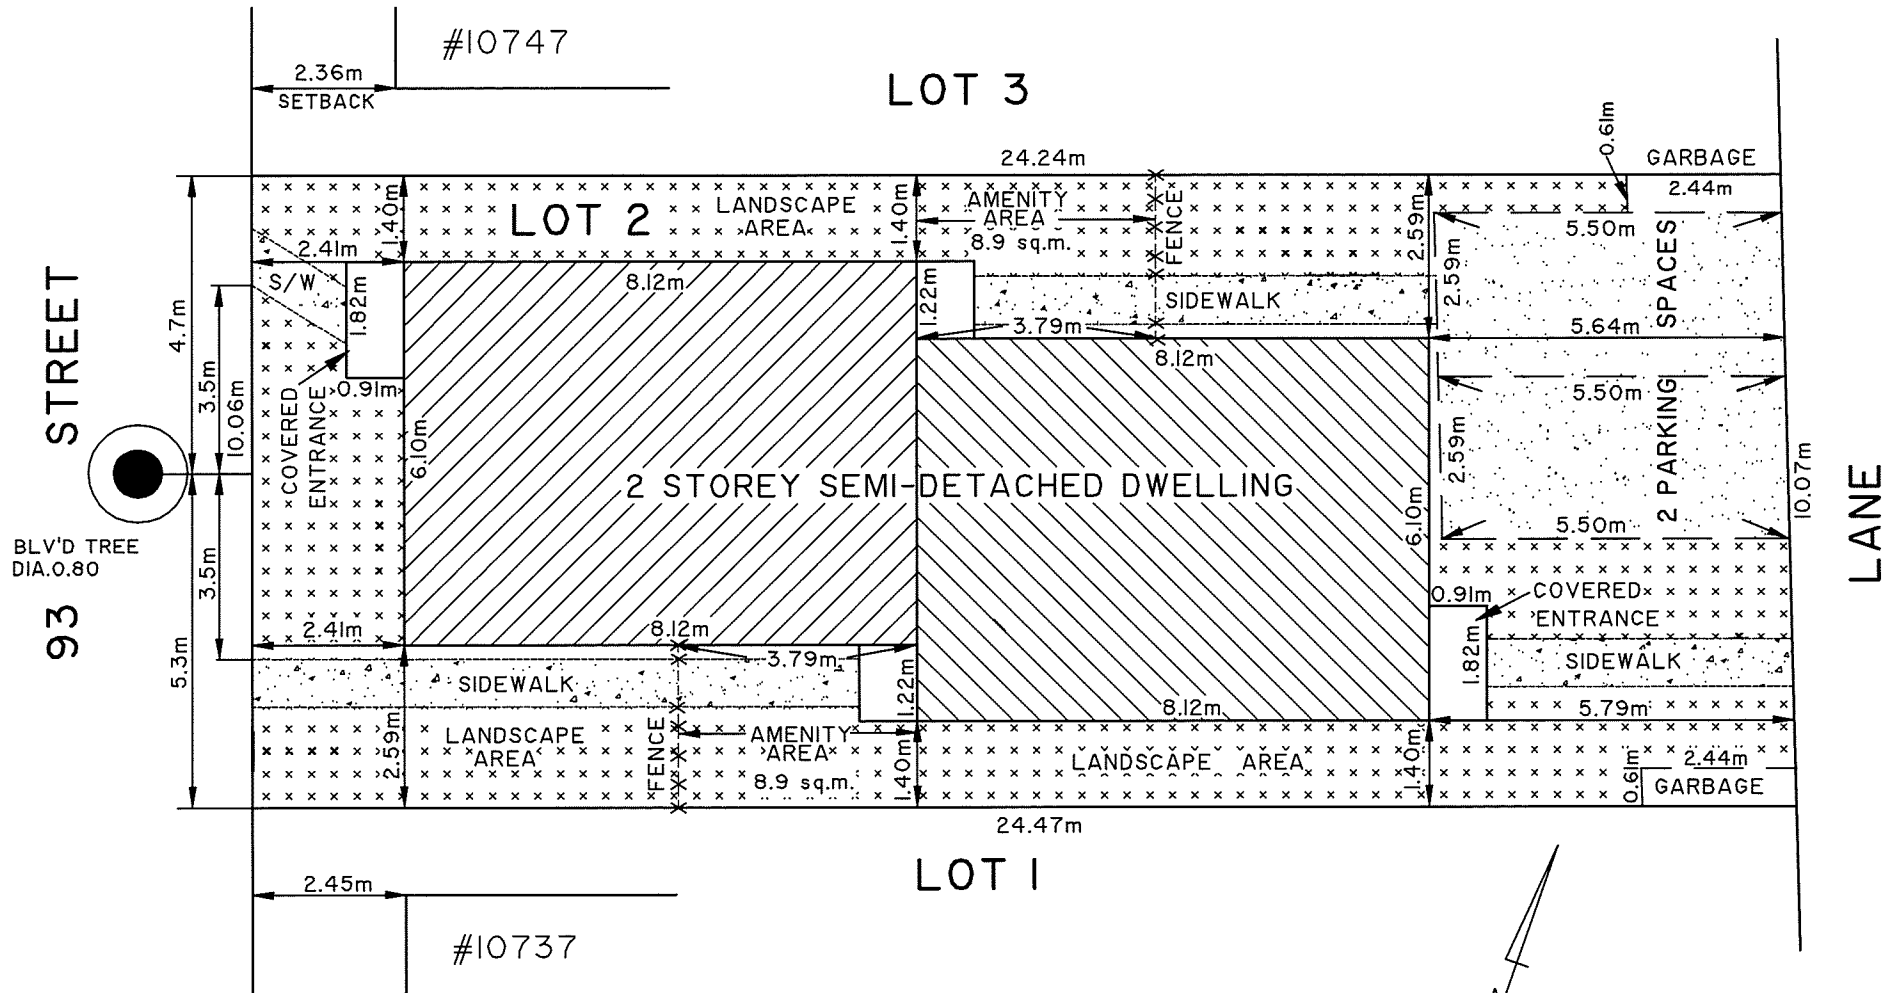 #10747
2.36m
SETBACK
LOT 3
0.61m
GARBAGE
24.24m
2.44m
LOT 2
LANDSCAPE
AREA
1.40m
1.40m
AMENITY
AREA
8.9 sq.m.
FENCE
2.59m
5.50m
2.41m
S/W
1.82m
8.12m
1.22m
SIDEWALK
2.59m
2 PARKING SPACES
3.79m
5.64m
8.12m
4.7m
3.5m
10.06m
0.91m
COVERED
ENTRANCE
6.10m
5.50m
2.59m
10.07m
93 STREET
2 STOREY SEMI-DETACHED DWELLING
6.10m
5.50m
LANE
BLV'D TREE
DIA.0.80
3.5m
5.3m
0.91m
COVERED
ENTRANCE
2.41m
8.12m
3.79m
1.82m
SIDEWALK
SIDEWALK
1.22m
8.12m
5.79m
2.59m
LANDSCAPE
AREA
FENCE
AMENITY
AREA
8.9 sq.m.
1.40m
LANDSCAPE AREA
1.40m
0.61m
2.44m
GARBAGE
24.47m
LOT 1
2.45m
#10737